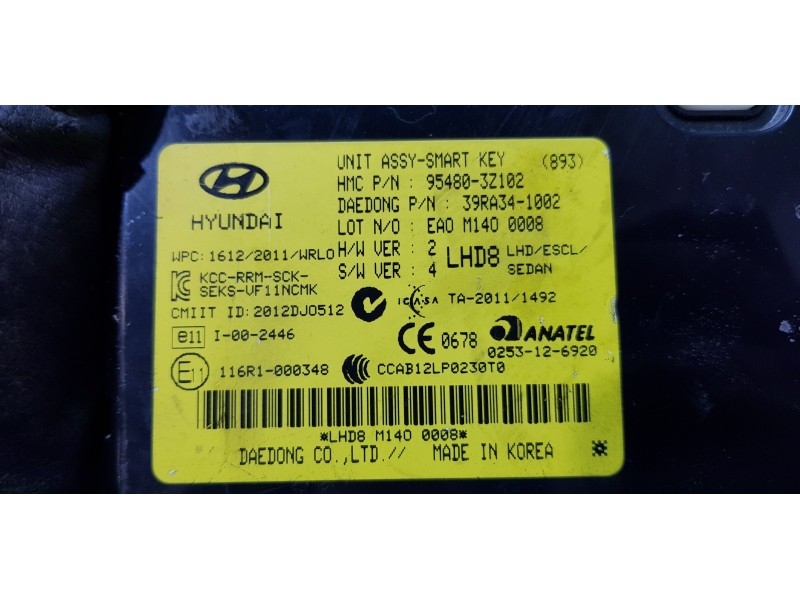 UNIT ASSY-SMART KEY (893)
HMC P/N : 95480-3Z102
DAEDONG P/N : 39RA34-1002
LOT N/O : EAO M140 0008
HYUNDAI
H/W VER : 2
S/W VER : 4
LHD8 LHD/ESCL/
SEDAN
WPC: 1612/2011/WRLO
KCC-RRM-SCK-
SEKS-VF11NCMK
CMIIT ID: 2012DJ0512
ICASA TA-2011/1492
e11 I-00-2446
CE 0678
ANATEL
0253-12-6920
E11 116R1-000348
CCAB12LP0230T0
*LHD8 M140 0008*
DAEDONG CO.,LTD.// MADE IN KOREA *